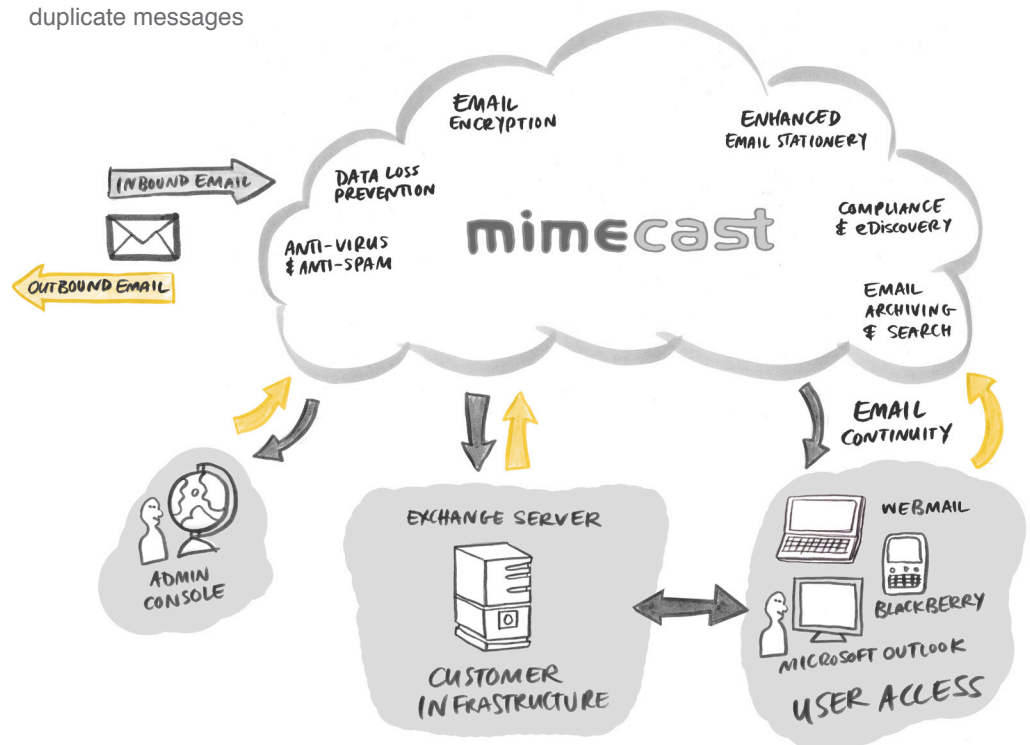 duplicate messages
EMAIL
ENCRYPTION
ENHANCED
EMAIL STATIONERY
DATA LOSS
PREVENTION
INBOUND EMAIL
mimecast
COMPLIANCE
& eDISCOVERY
ANTI-VIRUS
& ANTI-SPAM
OUTBOUND EMAIL
EMAIL
ARCHIVING
& SEARCH
EMAIL
CONTINUITY
ADMIN
CONSOLE
EXCHANGE SERVER
CUSTOMER
INFRASTRUCTURE
WEBMAIL
BLACKBERRY
MICROSOFT OUTLOOK
USER ACCESS